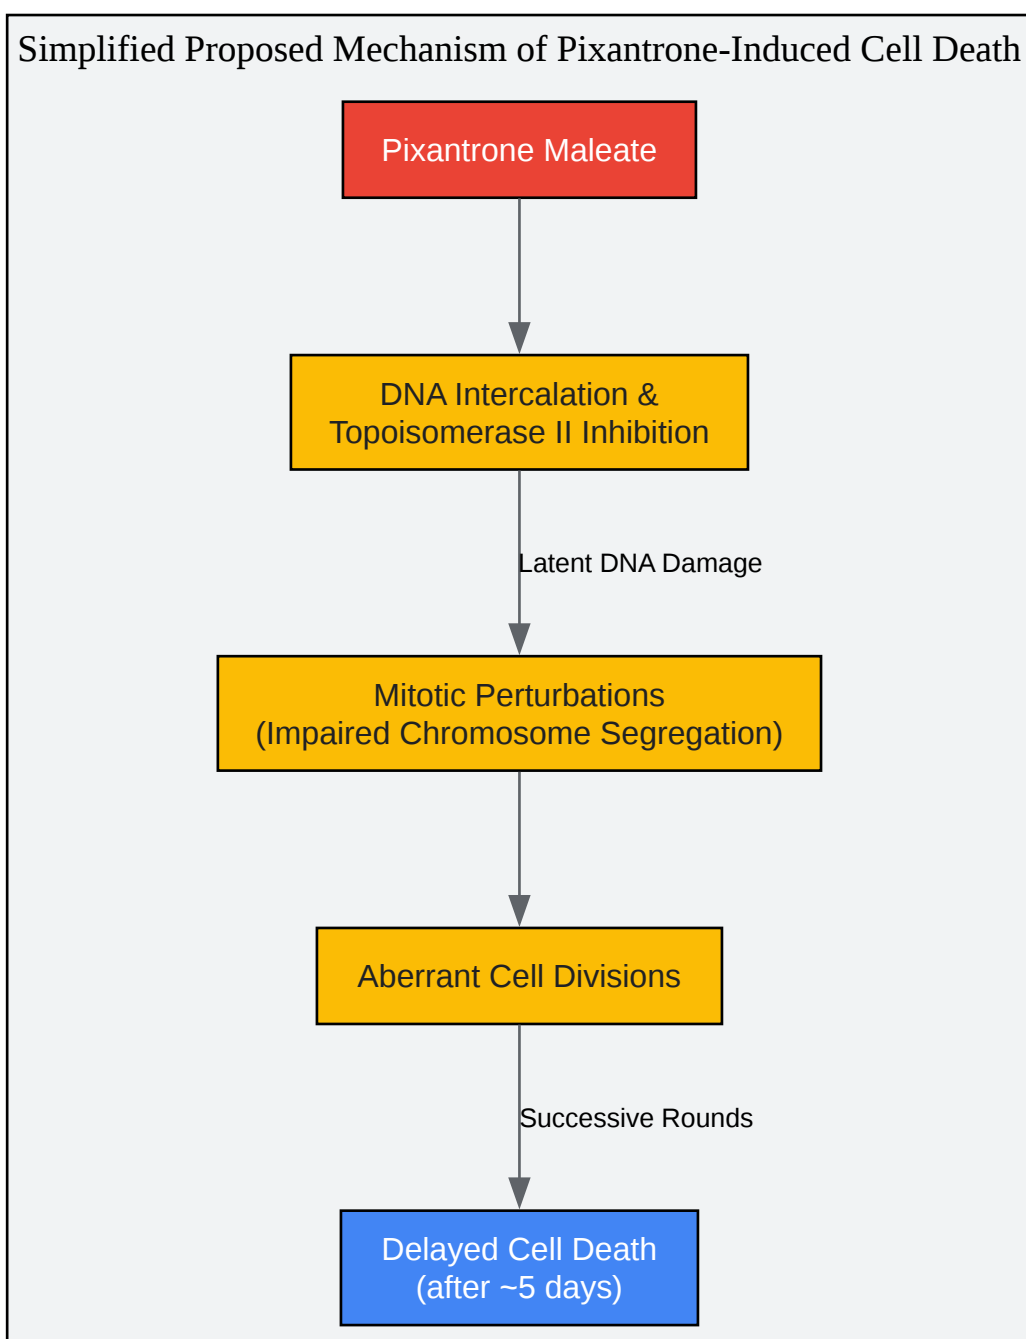 Simplified Proposed Mechanism of Pixantrone-Induced Cell Death
Pixantrone Maleate
DNA Intercalation &
Topoisomerase II Inhibition
Latent DNA Damage
Mitotic Perturbations
(Impaired Chromosome Segregation)
Aberrant Cell Divisions
Successive Rounds
Delayed Cell Death
(after ~5 days)